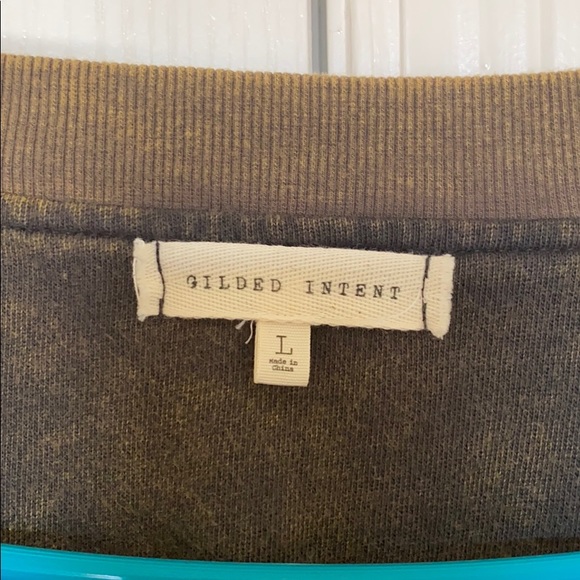 GILDED INTENT
L
made in
China